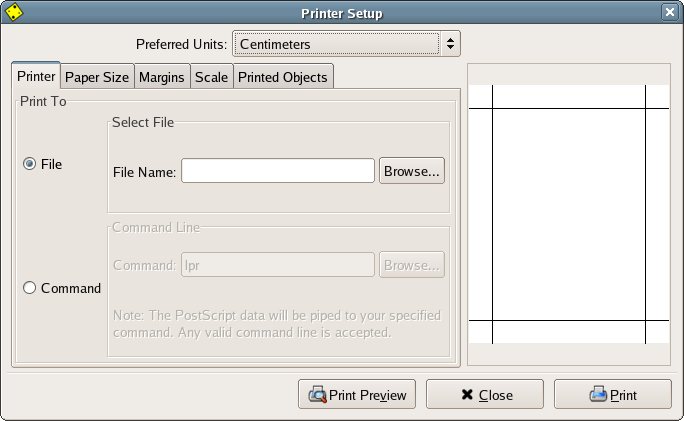 Printer Setup
Preferred Units: Centimeters
Printer Paper Size Margins Scale Printed Objects
Print To
Select File
File
File Name: Browse...
Command Line
Command: lpr Browse...
Command
Note: The PostScript data will be piped to your specified
command. Any valid command line is accepted.
Print Preview Close Print